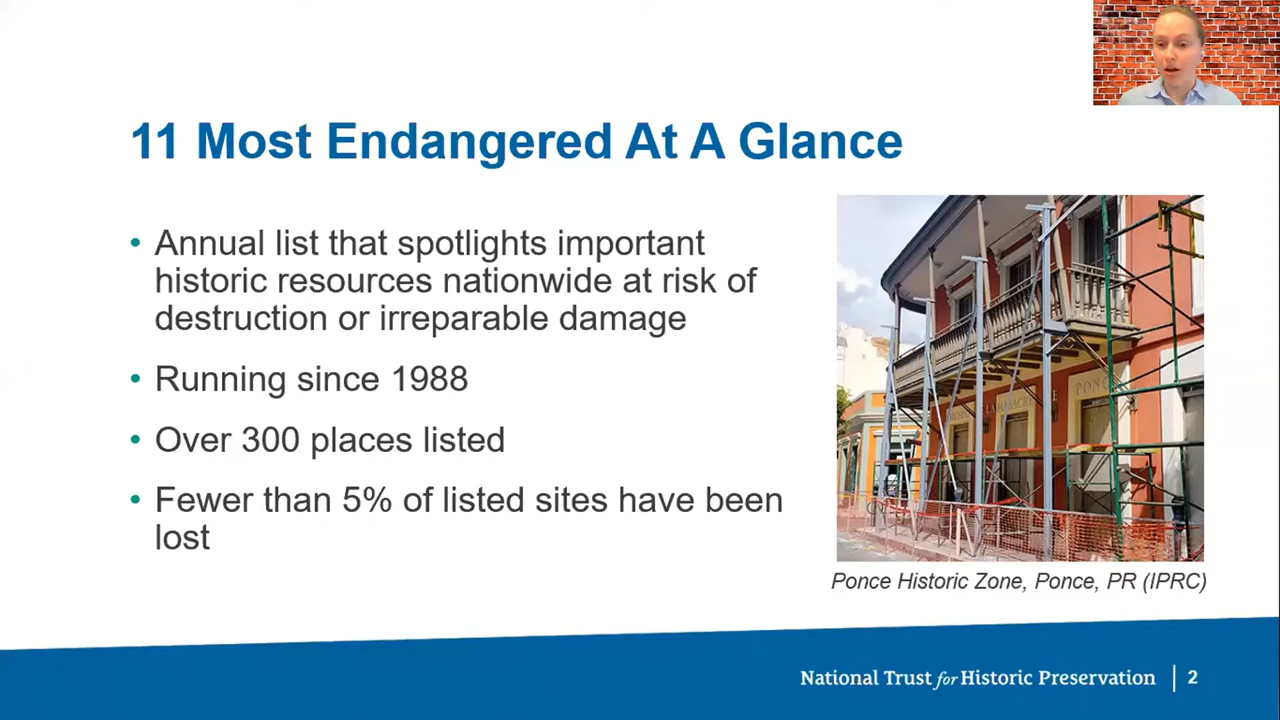 11 Most Endangered At A Glance
• Annual list that spotlights important
historic resources nationwide at risk of
destruction or irreparable damage
• Running since 1988
• Over 300 places listed
• Fewer than 5% of listed sites have been
lost
PONCE
Ponce Historic Zone, Ponce, PR (IPRC)
National Trust for Historic Preservation | 2